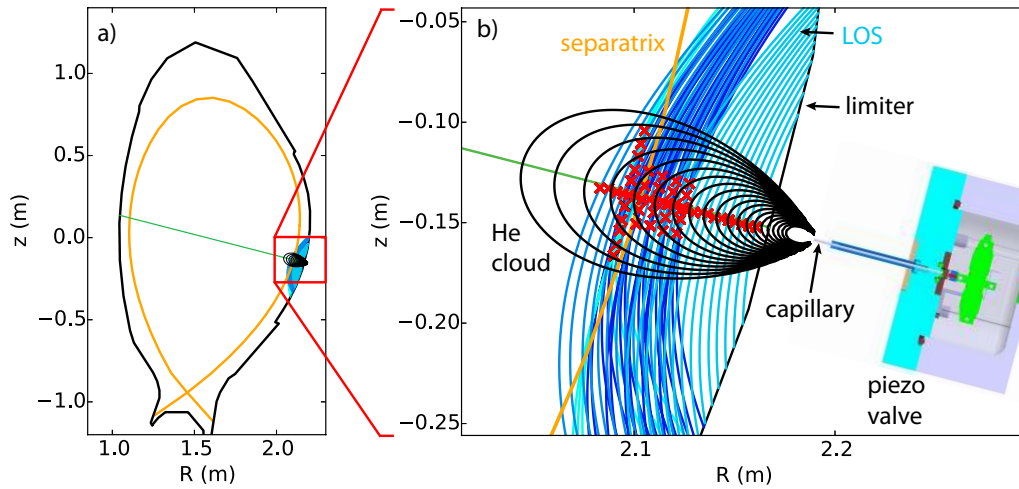 a)
1.0
0.5
0.0
−0.5
−1.0
z (m)
1.0
1.5
2.0
R (m)
b)
−0.05
−0.10
−0.15
−0.20
−0.25
z (m)
2.1
2.2
R (m)
separatrix
LOS
limiter
He
cloud
capillary
piezo
valve